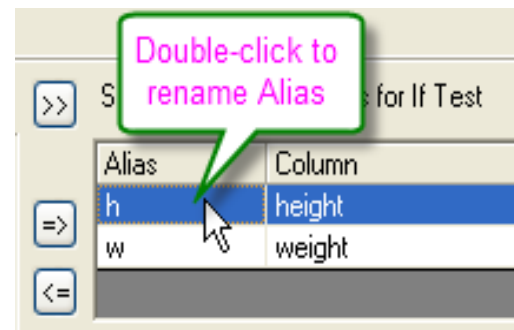 Double-click to
rename Alias
>> S for If Test
Alias Column
h height
=>
w weight
<=